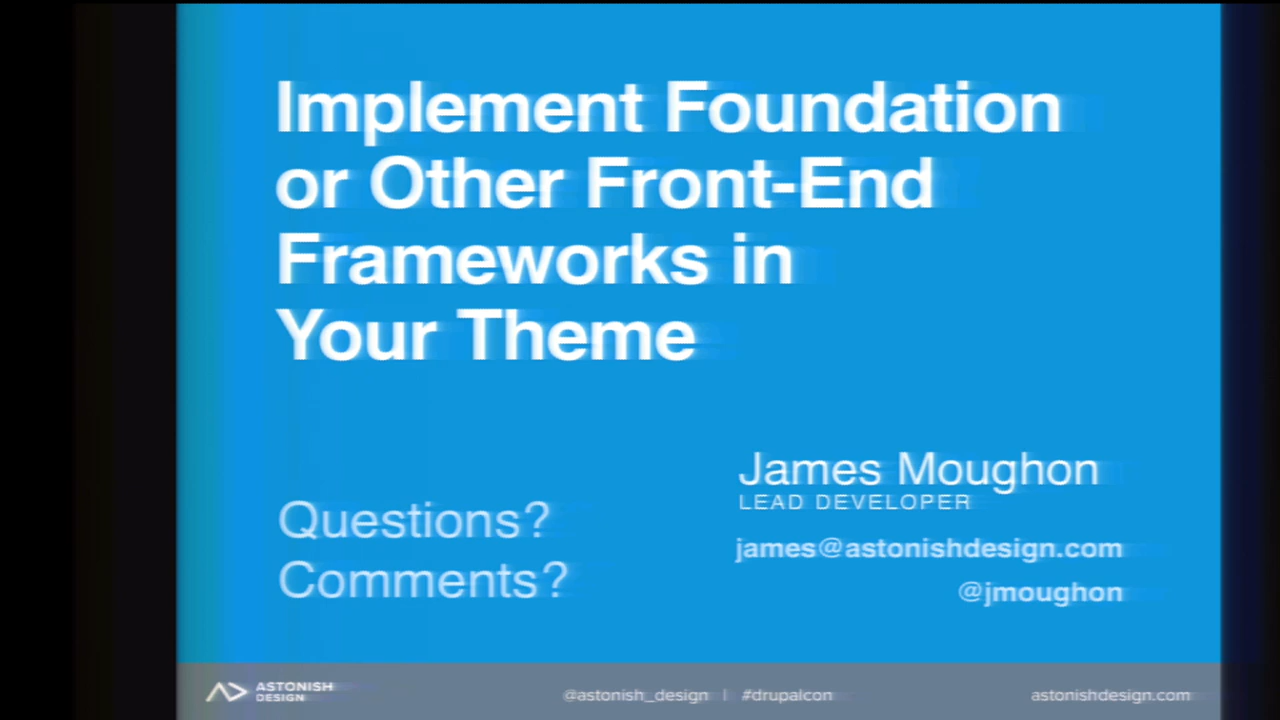 Implement Foundation
or Other Front-End
Frameworks in
Your Theme
James Moughon
LEAD DEVELOPER
Questions?
james@astonishdesign.com
Comments?
@jmoughon
ASTONISH
DESIGN
@astonish_design | #drupalcon
astonishdesign.com